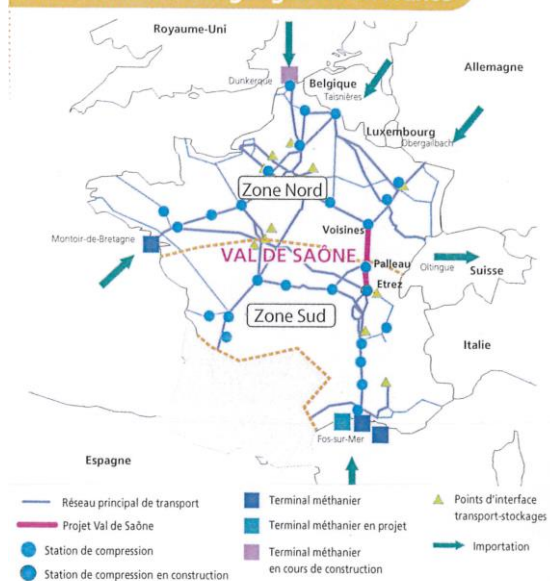 Royaume-Uni
Allemagne
Dunkerque
Belgique
Taisnières
Luxembourg
Obergailbach
Zone Nord
Voisines
Montoir-de-Bretagne
VAL DE SAÔNE
Palleau
Oltingue
Suisse
Etrez
Zone Sud
Italie
Fos-sur-Mer
Espagne
Réseau principal de transport
Projet Val de Saône
Station de compression
Station de compression en construction
Terminal méthanier
Terminal méthanier en projet
Terminal méthanier
en cours de construction
Points d'interface
transport-stockages
Importation